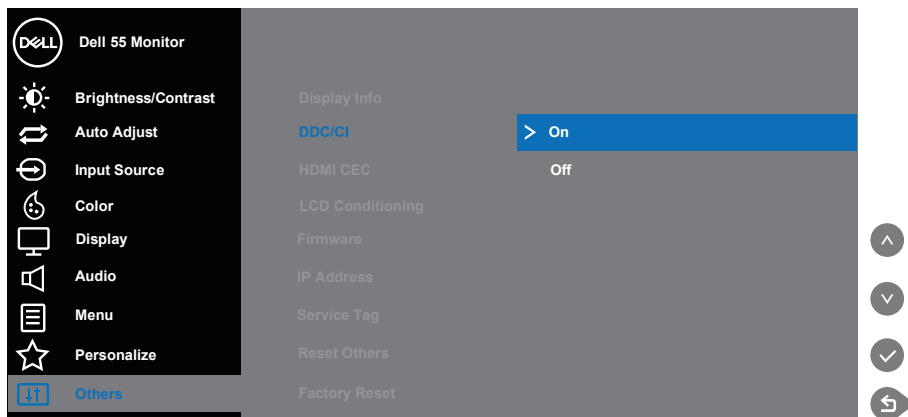 DELL Dell 55 Monitor
Brightness/Contrast Display Info
Auto Adjust DDC/CI > On
Input Source HDMI CEC Off
Color LCD Conditioning
Display Firmware
Audio IP Address
Menu Service Tag
Personalize Reset Others
Others Factory Reset